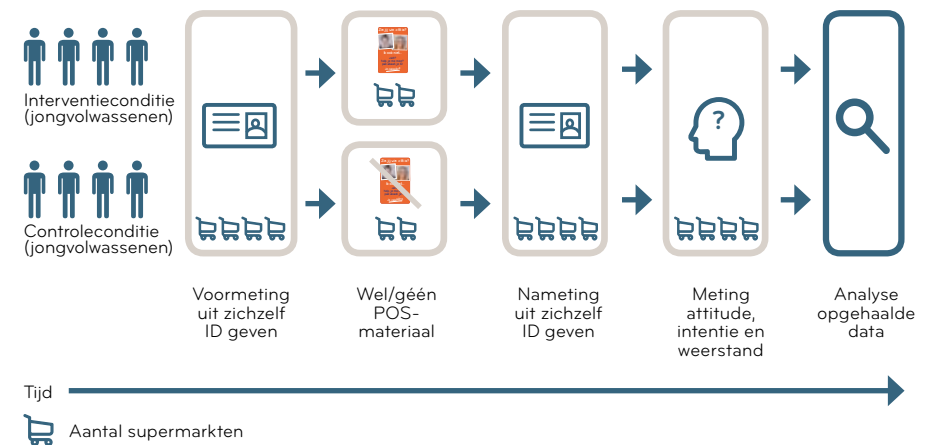 Interventieconditie
(jongvolwassenen)
?
Controleconditie
(jongvolwassenen)
Voormeting
uit zichzelf
ID geven
Wel/géén
POS-
materiaal
Nameting
uit zichzelf
ID geven
Meting
attitude,
intentie en
weerstand
Analyse
opgehaalde
data
Tijd
Aantal supermarkten